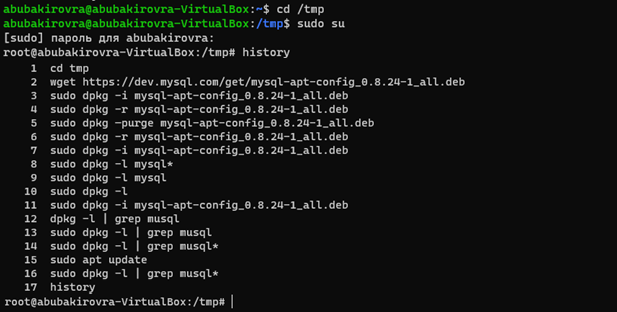 abubakirovra@abubakirovra-VirtualBox:~$ cd /tmp
abubakirovra@abubakirovra-VirtualBox:/tmp$ sudo su
[sudo] пароль для abubakirovra:
root@abubakirovra-VirtualBox:/tmp# history
1 cd tmp
2 wget https://dev.mysql.com/get/mysql-apt-config_0.8.24-1_all.deb
3 sudo dpkg -i mysql-apt-config_0.8.24-1_all.deb
4 sudo dpkg -r mysql-apt-config_0.8.24-1_all.deb
5 sudo dpkg -purge mysql-apt-config_0.8.24-1_all.deb
6 sudo dpkg -r mysql-apt-config_0.8.24-1_all.deb
7 sudo dpkg -i mysql-apt-config_0.8.24-1_all.deb
8 sudo dpkg -l mysql*
9 sudo dpkg -l mysql
10 sudo dpkg -l
11 sudo dpkg -i mysql-apt-config_0.8.24-1_all.deb
12 dpkg -l | grep musql
13 sudo dpkg -l | grep musql
14 sudo dpkg -l | grep musql*
15 sudo apt update
16 sudo dpkg -l | grep musql*
17 history
root@abubakirovra-VirtualBox:/tmp#